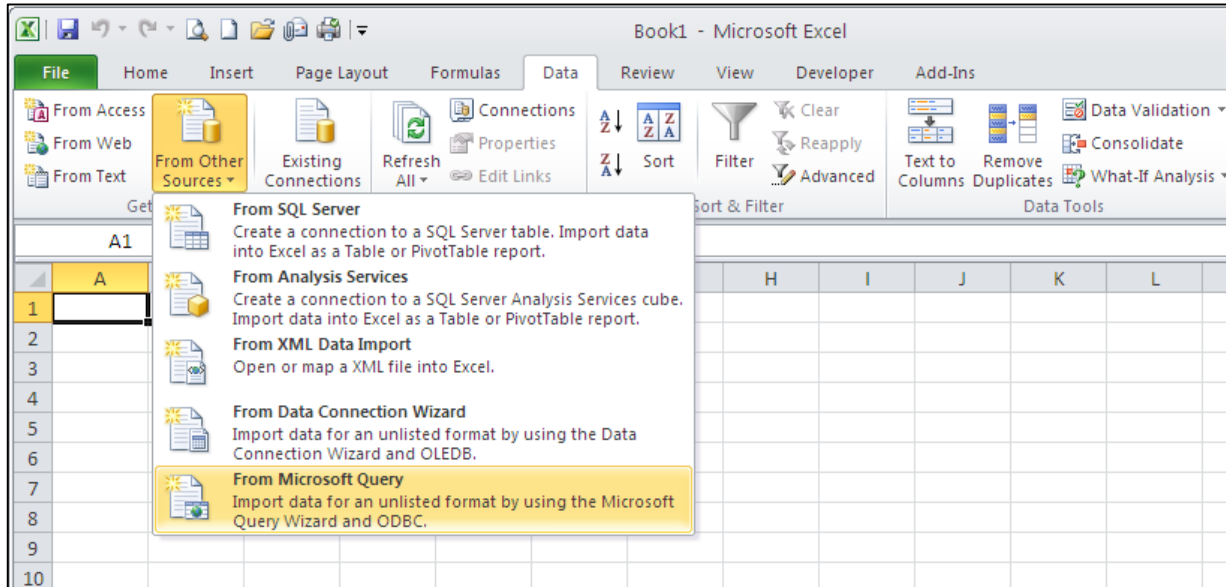 Book1 - Microsoft Excel
File Home Insert Page Layout Formulas Data Review View Developer Add-Ins
From Access
From Web
From Text
From Other
Sources
Existing
Connections
Refresh
All
Connections
Properties
Edit Links
A
Z
Z
A
A Z
Z A
Sort
Filter
Clear
Reapply
Advanced
Text to
Columns
Remove
Duplicates
Data Validation
Consolidate
What-If Analysis
Get
Sort & Filter
Data Tools
A1
From SQL Server
Create a connection to a SQL Server table. Import data
into Excel as a Table or PivotTable report.
From Analysis Services
Create a connection to a SQL Server Analysis Services cube.
Import data into Excel as a Table or PivotTable report.
From XML Data Import
Open or map a XML file into Excel.
From Data Connection Wizard
Import data for an unlisted format by using the Data
Connection Wizard and OLEDB.
From Microsoft Query
Import data for an unlisted format by using the Microsoft
Query Wizard and ODBC.
A H I J K L
1
2
3
4
5
6
7
8
9
10